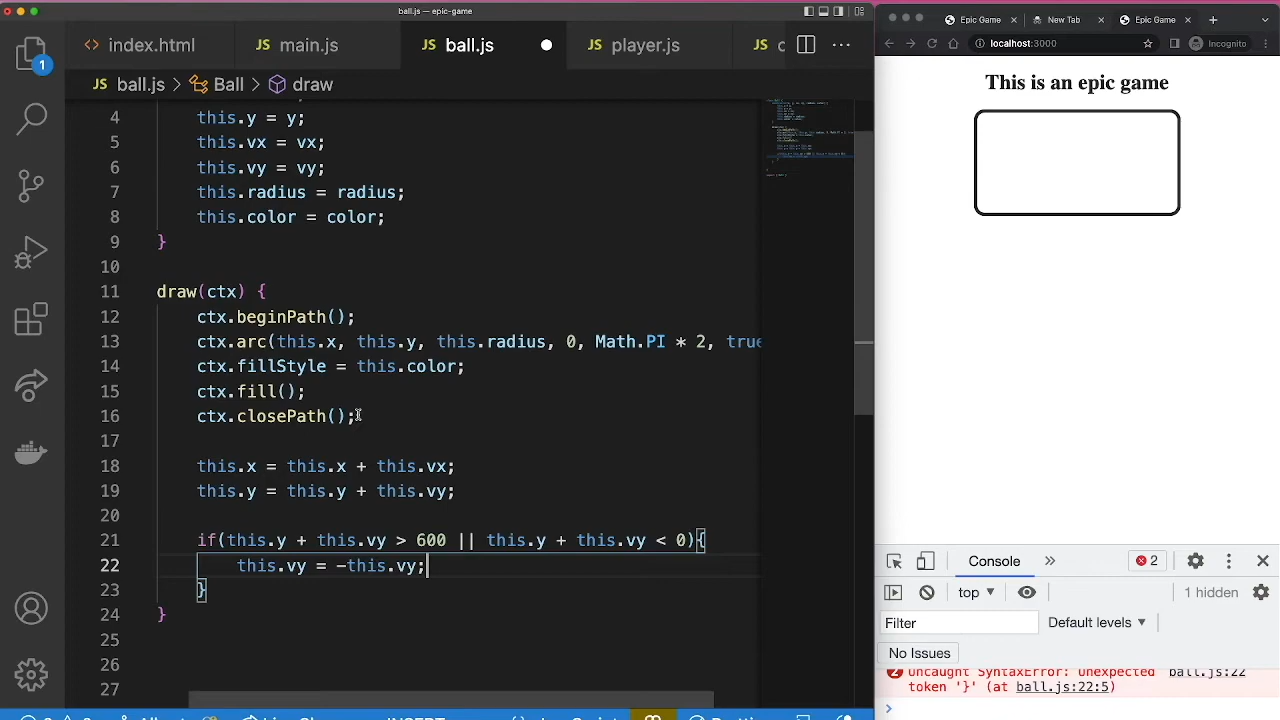 ball.js — epic-game
index.html
main.js
ball.js
player.js
ball.js > Ball > draw
4 this.y = y;
5 this.vx = vx;
6 this.vy = vy;
7 this.radius = radius;
8 this.color = color;
9 }
10
11 draw(ctx) {
12 ctx.beginPath();
13 ctx.arc(this.x, this.y, this.radius, 0, Math.PI * 2, true
14 ctx.fillStyle = this.color;
15 ctx.fill();
16 ctx.closePath();
17
18 this.x = this.x + this.vx;
19 this.y = this.y + this.vy;
20
21 if(this.y + this.vy > 600 || this.y + this.vy < 0){
22 this.vy = -this.vy;
23 }
24 }
25
26
27
1
Epic Game
New Tab
Epic Game
localhost:3000
Incognito
This is an epic game
Console
2
top
1 hidden
Filter
Default levels
No Issues
2 Uncaught SyntaxError: Unexpected ball.js:22
token '}' (at ball.js:22:5)